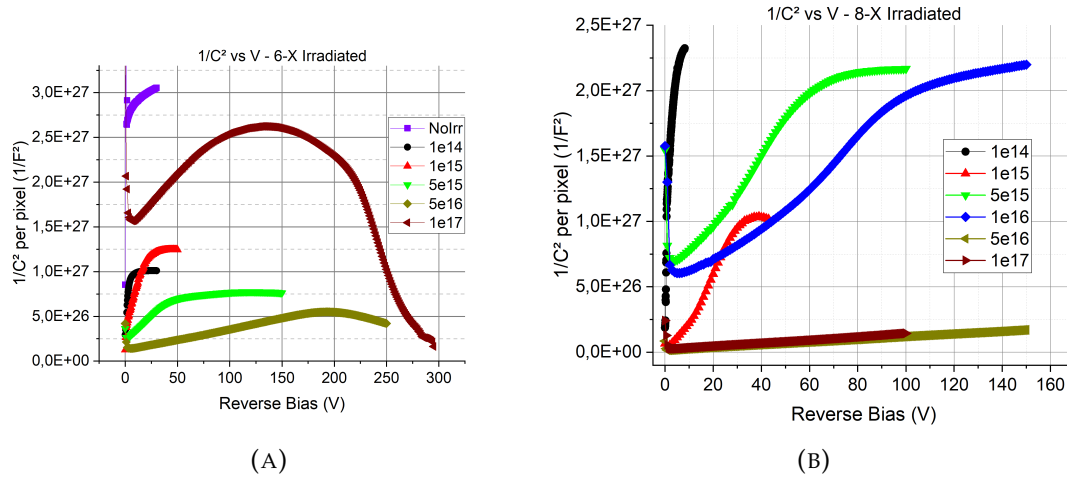 1/C² vs V - 6-X Irradiated
1/C² per pixel (1/F²)
3,0E+27
2,5E+27
2,0E+27
1,5E+27
1,0E+27
5,0E+26
0,0E+00
0
50
100
150
200
250
300
Reverse Bias (V)
NoIrr
1e14
1e15
5e15
5e16
1e17
(A)
1/C² vs V - 8-X Irradiated
1/C² per pixel (1/F²)
2,5E+27
2,0E+27
1,5E+27
1,0E+27
5,0E+26
0,0E+00
0
20
40
60
80
100
120
140
160
Reverse Bias (V)
1e14
1e15
5e15
1e16
5e16
1e17
(B)